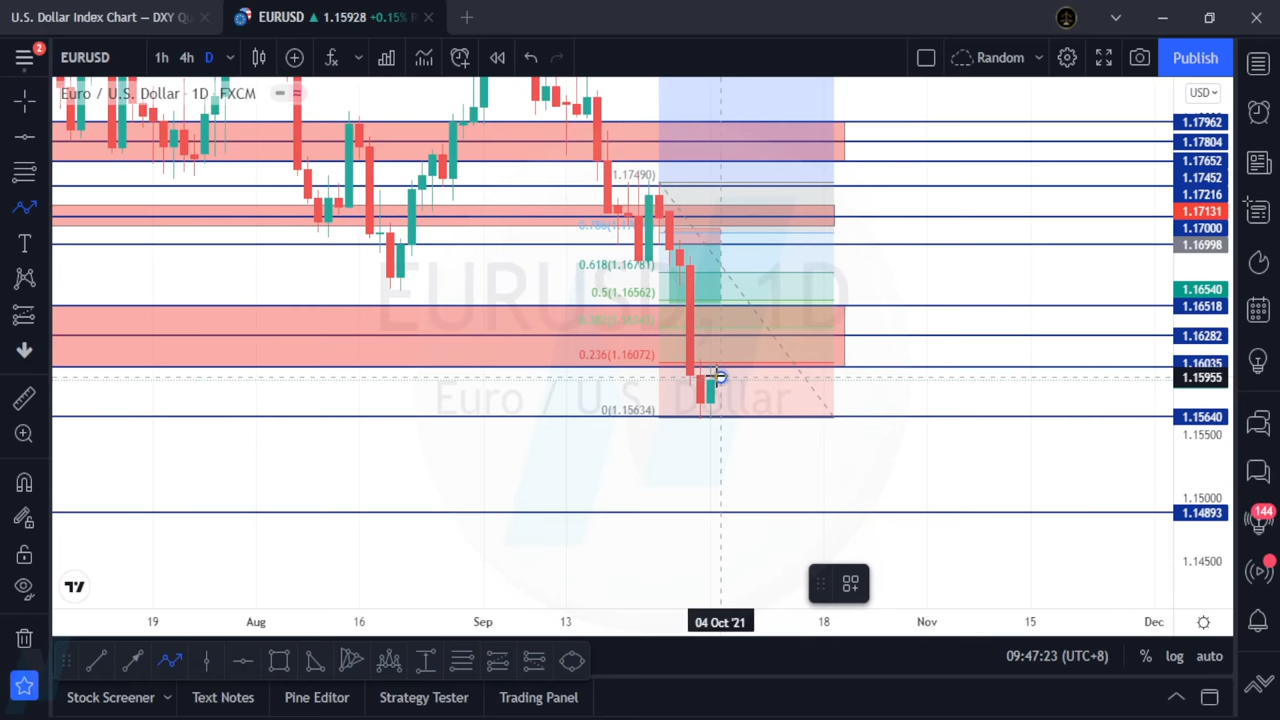 U.S. Dollar Index Chart — DXY Qu
EURUSD ▲ 1.15928 +0.15% R
2
EURUSD
1h 4h D
Random
Publish
Euro / U.S. Dollar · 1D · FXCM
USD
1.17962
1.17804
1.17652
1.17452
1.17216
1.17131
1.17000
1.16998
1.16540
1.16518
1.16282
1.16035
1.15955
1.15640
1.15500
1.15000
1.14893
1.14500
(1.17490)
0.618(1.16781)
0.5(1.16562)
0.236(1.16072)
0(1.15634)
EURUSD, 1D
Euro / U.S. Dollar
144
19 Aug 16 Sep 13 04 Oct '21 18 Nov 15 Dec
09:47:23 (UTC+8) % log auto
Stock Screener Text Notes Pine Editor Strategy Tester Trading Panel